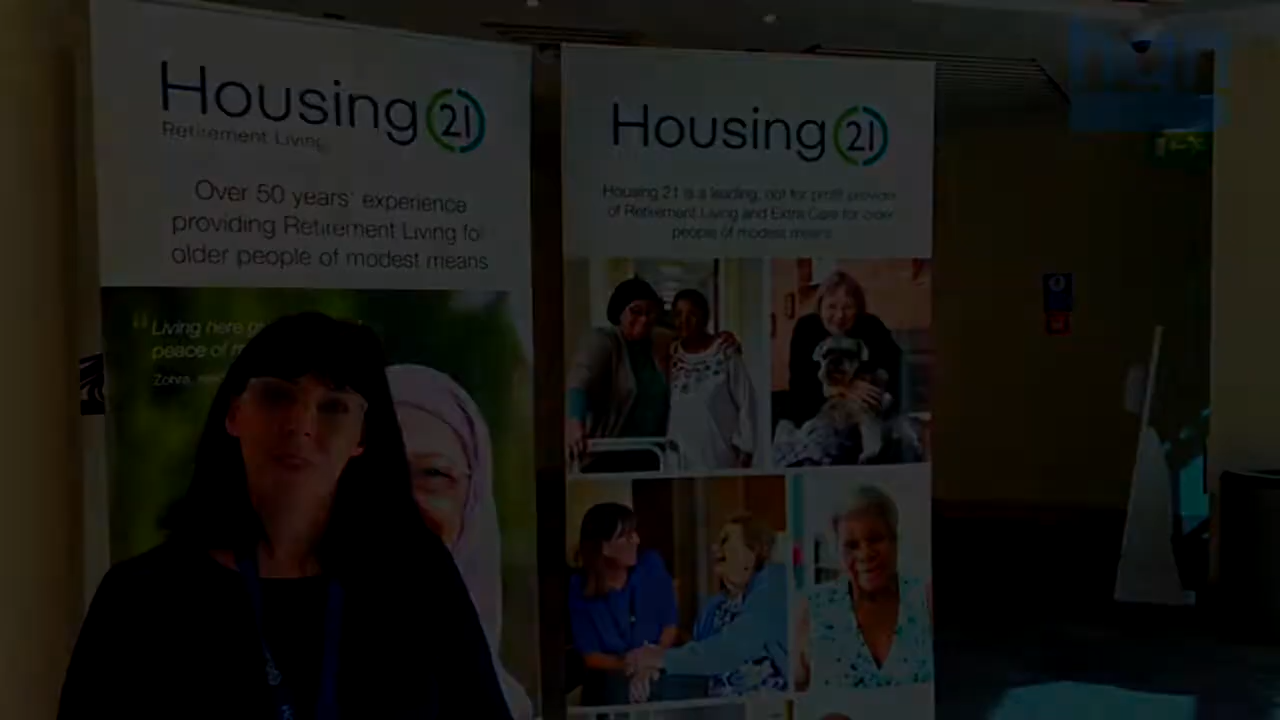 Housing 21
Retirement Living
Over 50 years' experience
providing Retirement Living for
older people of modest means
Living here
peace of
Zohra,
Housing 21
Housing 21 is a leading, not for profit provider
of Retirement Living and Extra Care for older
people of modest means